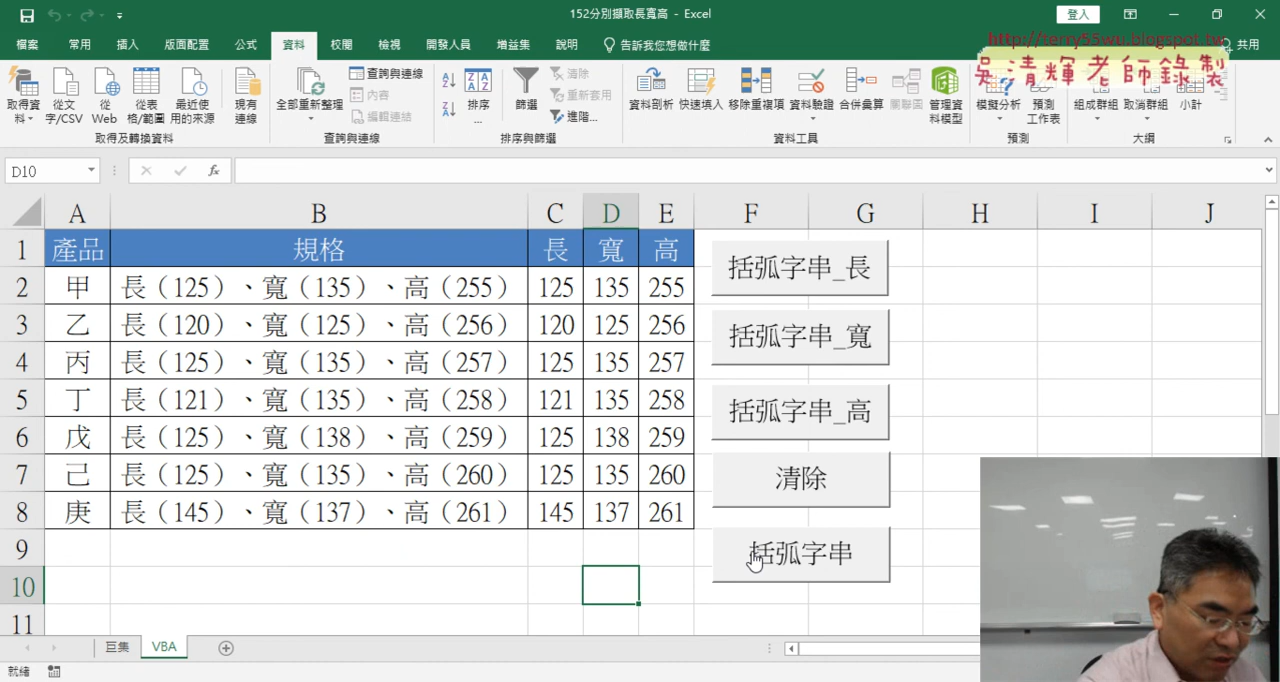 152分別擷取長寬高 - Excel
登入
檔案 常用 插入 版面配置 公式 資料 校閱 檢視 開發人員 增益集 說明 告訴我您想做什麼 共用
http://terry55wu.blogspot.tw
吳清輝老師錄製
取得資料 從文字/CSV 從Web 從表格/範圍 最近使用的來源 現有連線
取得及轉換資料
全部重新整理 查詢與連線 內容 編輯連結
查詢與連線
排序... 篩選 清除 重新套用 進階...
排序與篩選
資料剖析 快速填入 移除重複項 資料驗證 合併彙算 關聯圖 管理資料模型
資料工具
模擬分析 預測工作表
預測
組成群組 取消群組 小計
大綱
D10 fx
A B C D E F G H I J
1 產品 規格 長 寬 高
2 甲 長（125）、寬（135）、高（255） 125 135 255
3 乙 長（120）、寬（125）、高（256） 120 125 256
4 丙 長（125）、寬（135）、高（257） 125 135 257
5 丁 長（121）、寬（135）、高（258） 121 135 258
6 戊 長（125）、寬（138）、高（259） 125 138 259
7 己 長（125）、寬（135）、高（260） 125 135 260
8 庚 長（145）、寬（137）、高（261） 145 137 261
9
10
11
括弧字串_長
括弧字串_寬
括弧字串_高
清除
括弧字串
巨集 VBA
就緒